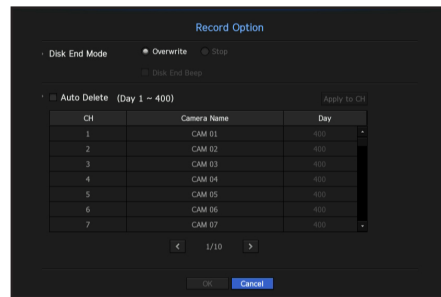 Record Option
Disk End Mode Overwrite Stop
Disk End Beep
Auto Delete (Day 1 ~ 400) Apply to CH
CH Camera Name Day
1 CAM 01 400
2 CAM 02 400
3 CAM 03 400
4 CAM 04 400
5 CAM 05 400
6 CAM 06 400
7 CAM 07 400
< 1/10 >
OK Cancel